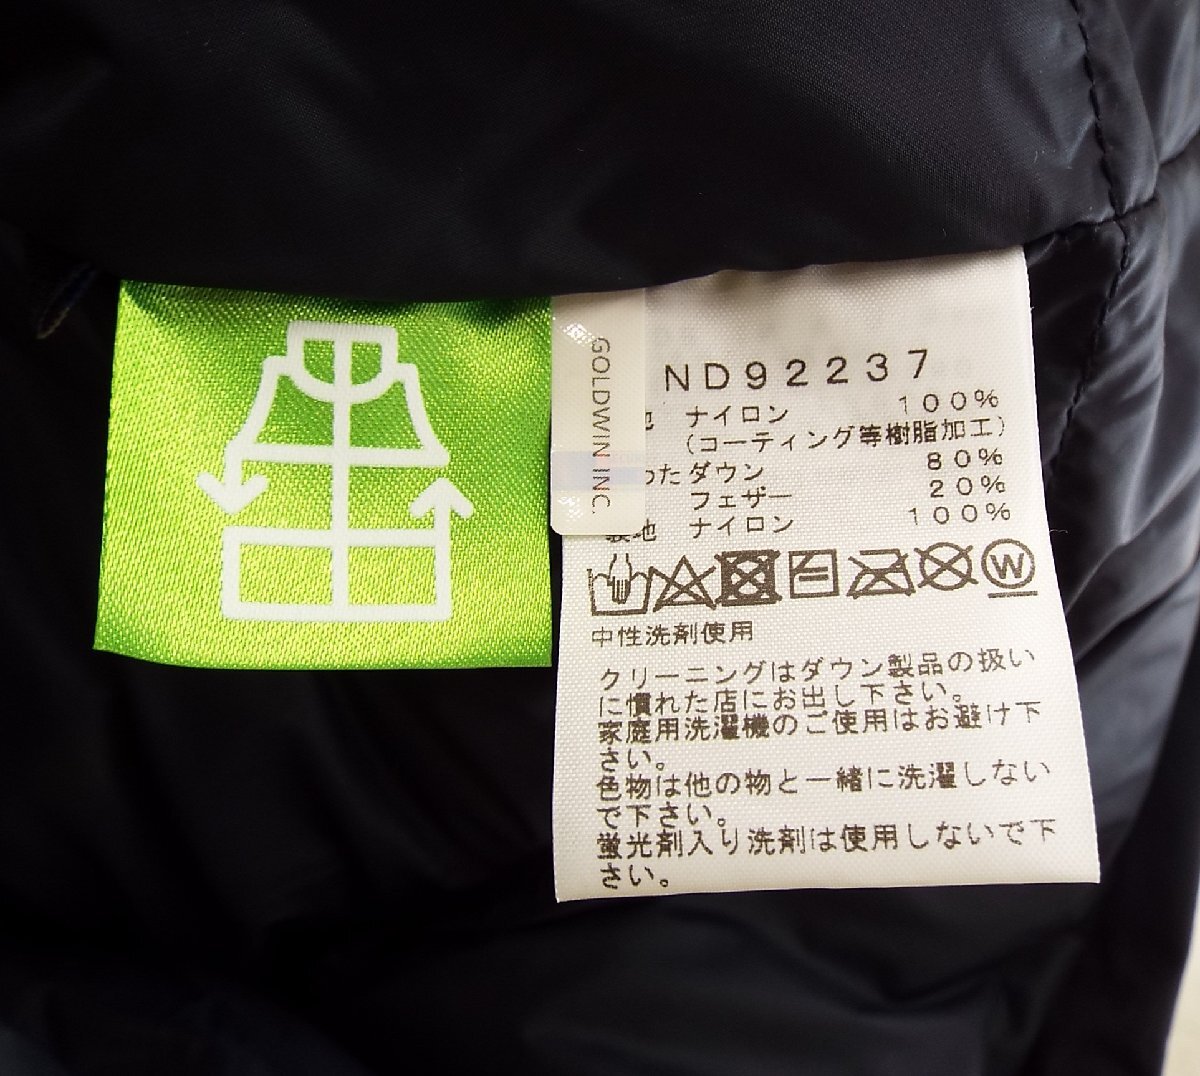 GOLDWIN INC.
ND92237
地 ナイロン 100%
(コーティング等樹脂加工)
わた ダウン 80%
フェザー 20%
裏地 ナイロン 100%
W
中性洗剤使用
クリーニングはダウン製品の扱い
に慣れた店にお出し下さい。
家庭用洗濯機のご使用はお避け下
さい。
色物は他の物と一緒に洗濯しない
で下さい。
蛍光剤入り洗剤は使用しないで下
さい。